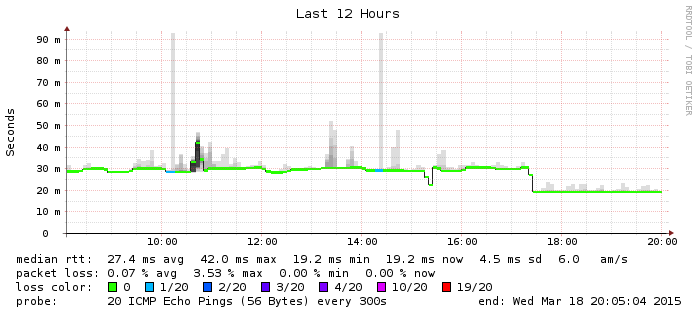 Last 12 Hours
RRDTOOL / TOBI OETIKER
Seconds
90 m
80 m
70 m
60 m
50 m
40 m
30 m
20 m
10 m
0
10:00 12:00 14:00 16:00 18:00 20:00
median rtt: 27.4 ms avg 42.0 ms max 19.2 ms min 19.2 ms now 4.5 ms sd 6.0 am/s
packet loss: 0.07 % avg 3.53 % max 0.00 % min 0.00 % now
loss color: 0 1/20 2/20 3/20 4/20 10/20 19/20
probe: 20 ICMP Echo Pings (56 Bytes) every 300s end: Wed Mar 18 20:05:04 2015